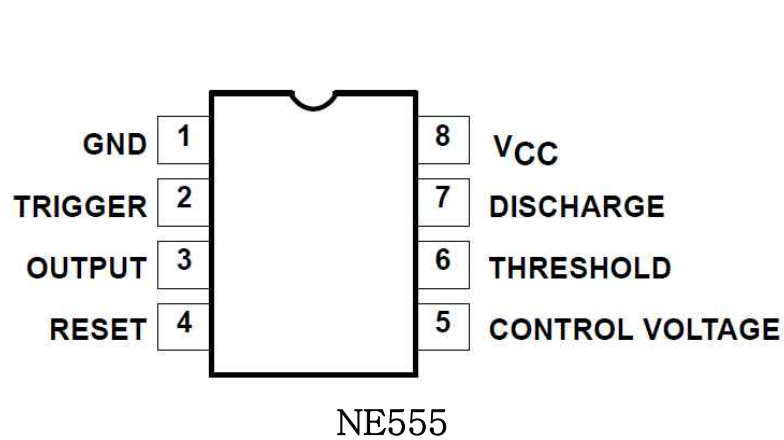 GND 1 8 VCC
TRIGGER 2 7 DISCHARGE
OUTPUT 3 6 THRESHOLD
RESET 4 5 CONTROL VOLTAGE
NE555